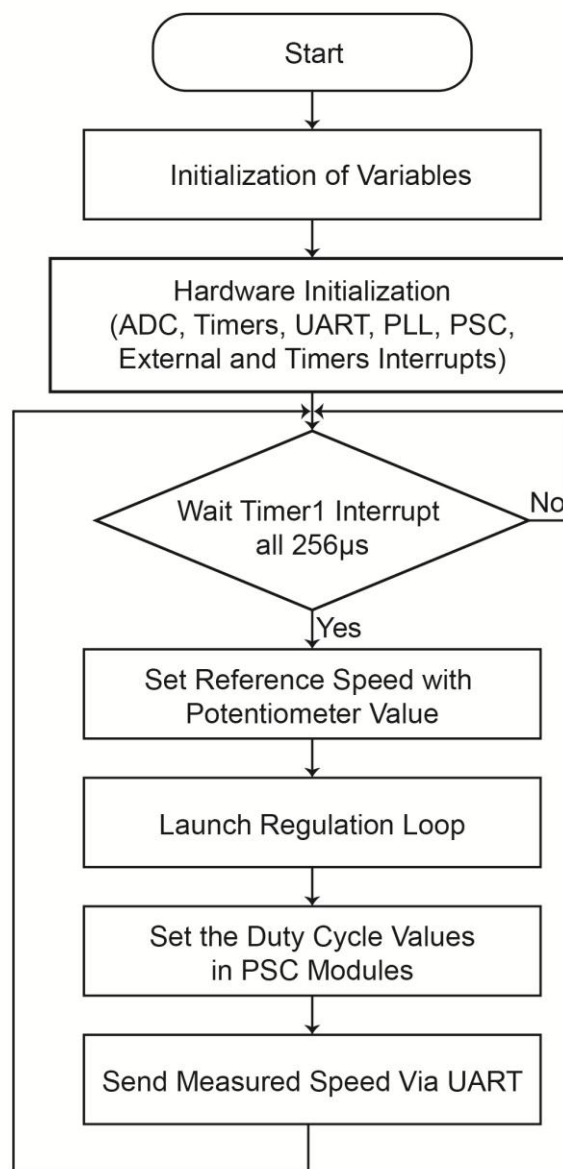 Start
Initialization of Variables
Hardware Initialization
(ADC, Timers, UART, PLL, PSC,
External and Timers Interrupts)
Wait Timer1 Interrupt
all 256µs
No
Yes
Set Reference Speed with
Potentiometer Value
Launch Regulation Loop
Set the Duty Cycle Values
in PSC Modules
Send Measured Speed Via UART